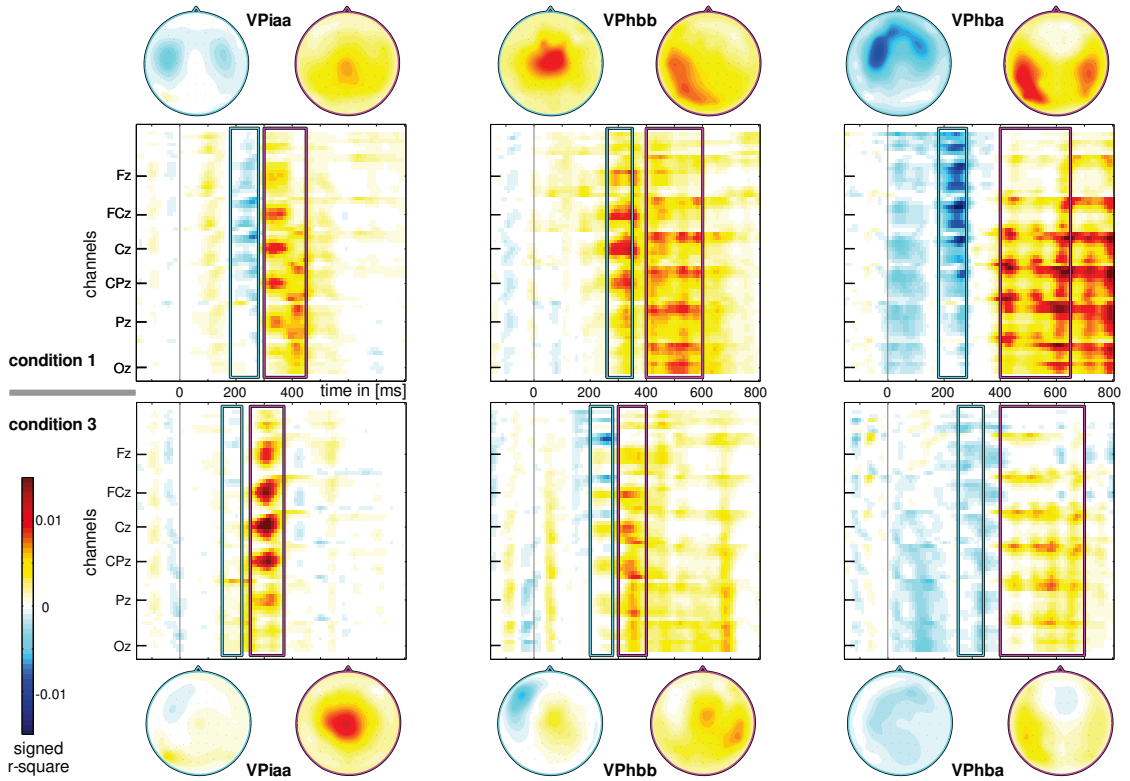 VPiaa VPhbb VPhba
Fz
FCz
Cz
CPz
Pz
Oz
channels
condition 1
0 200 400 time in [ms]
0 200 400 600 800
0 200 400 600 800
condition 3
Fz
FCz
Cz
CPz
Pz
Oz
channels
0.01
0
-0.01
signed
r-square
VPiaa VPhbb VPhba